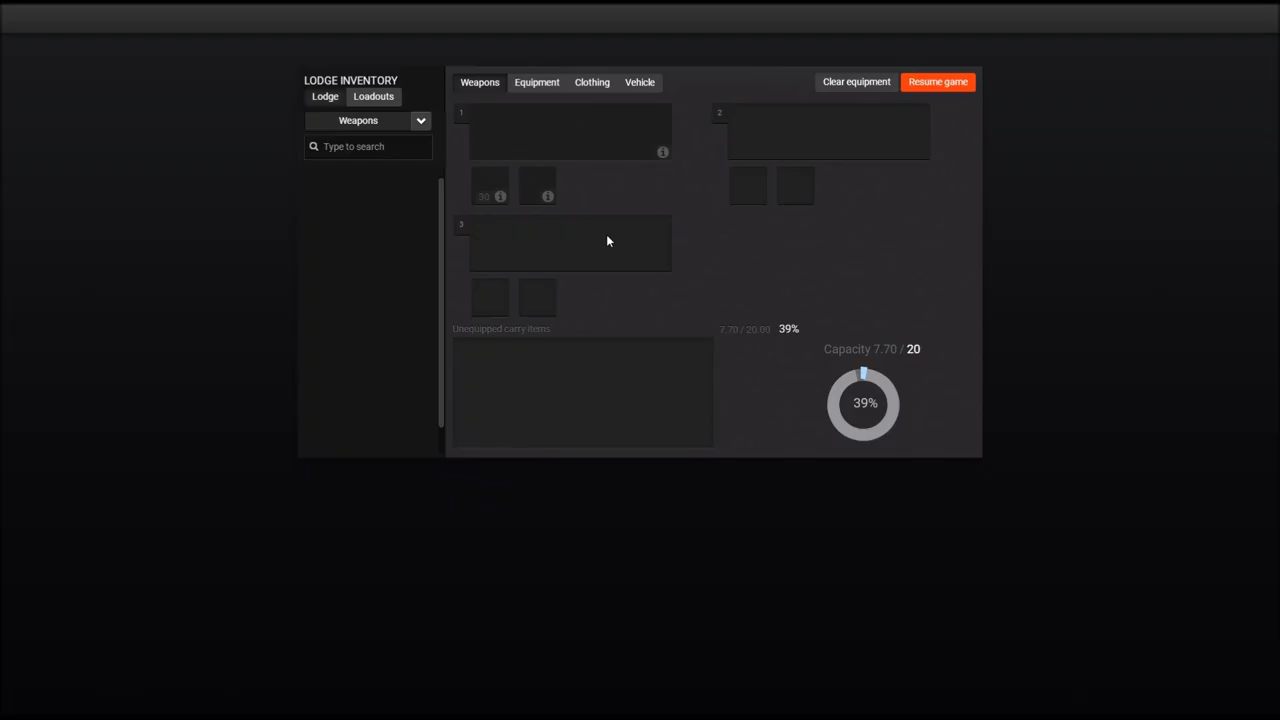 LODGE INVENTORY
Lodge Loadouts
Weapons
Type to search
Weapons Equipment Clothing Vehicle
Clear equipment Resume game
1
2
30
3
Unequipped carry items
7.70 / 20.00 39%
Capacity 7.70 / 20
39%